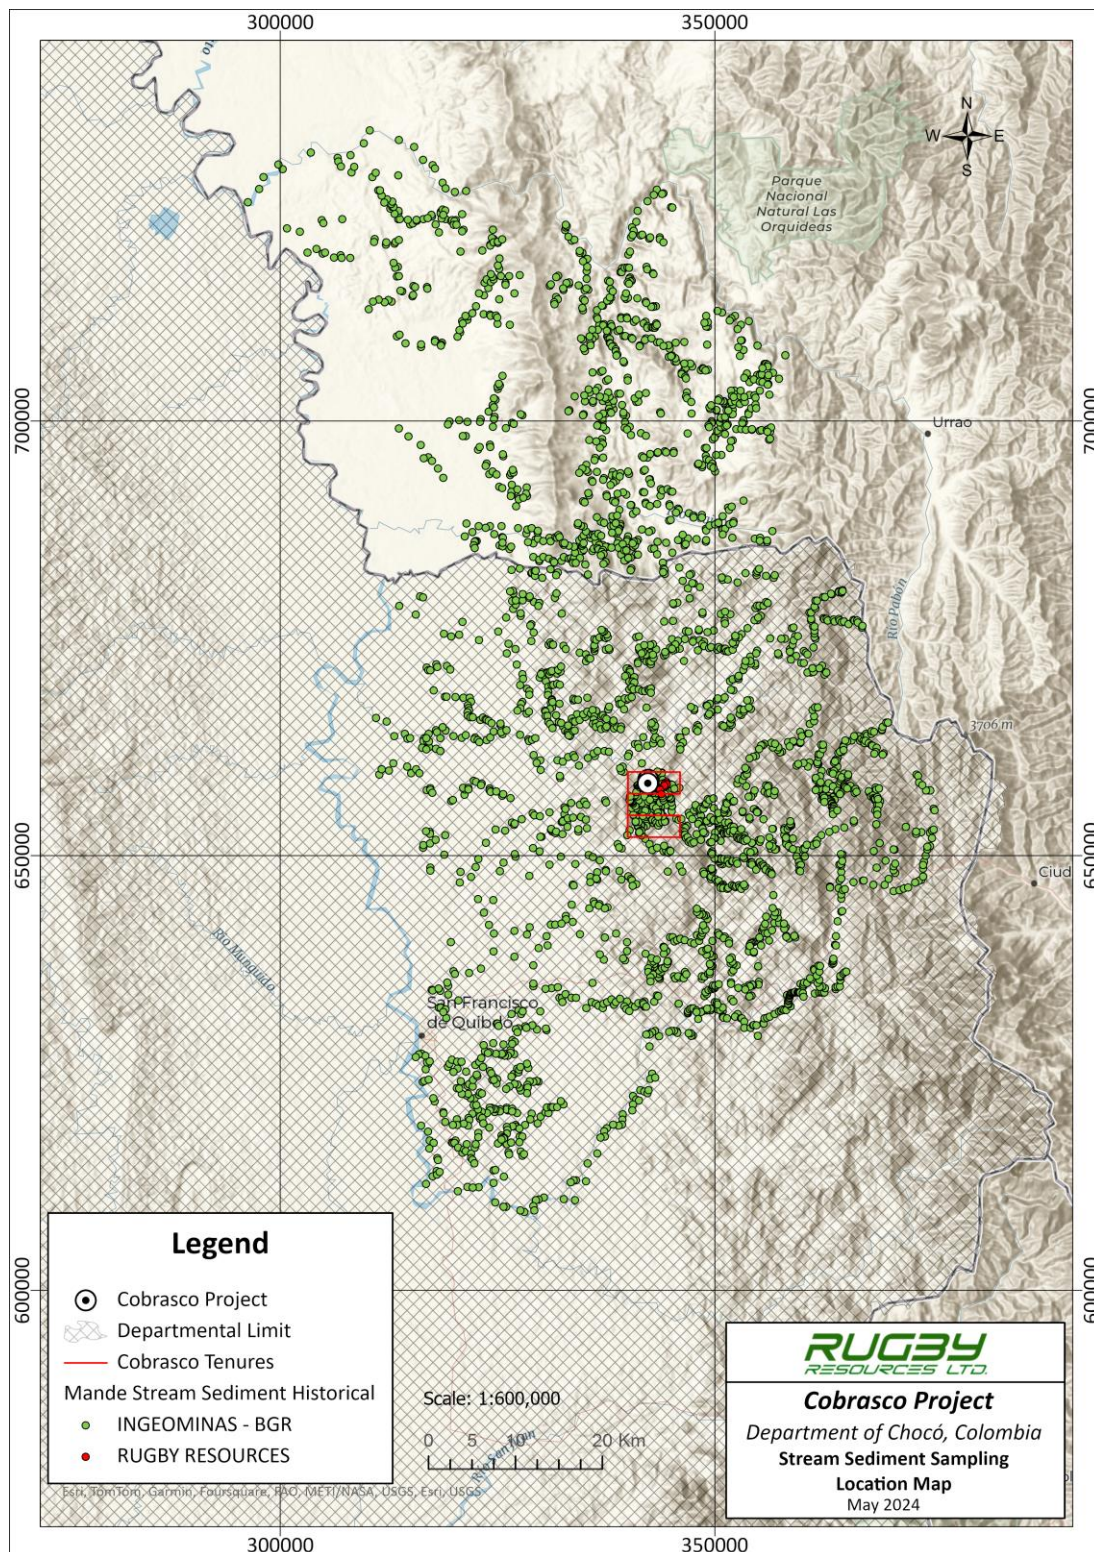 300000
350000
N
W
E
S
Parque
Nacional
Natural Las
Orquideas
700000
700000
Urrao
Río Pabón
3706 m
650000
650000
Ciud
Río Munguido
San Francisco
de Quibdó
600000
600000
Legend
Cobrasco Project
Departmental Limit
Cobrasco Tenures
Mande Stream Sediment Historical
INGEOMINAS - BGR
RUGBY RESOURCES
Scale: 1:600,000
0 5 10 20 Km
Esri, TomTom, Garmin, Foursquare, FAO, METI/NASA, USGS, Esri, USGS
RUGBY
RESOURCES LTD.
Cobrasco Project
Department of Chocó, Colombia
Stream Sediment Sampling
Location Map
May 2024
300000
350000